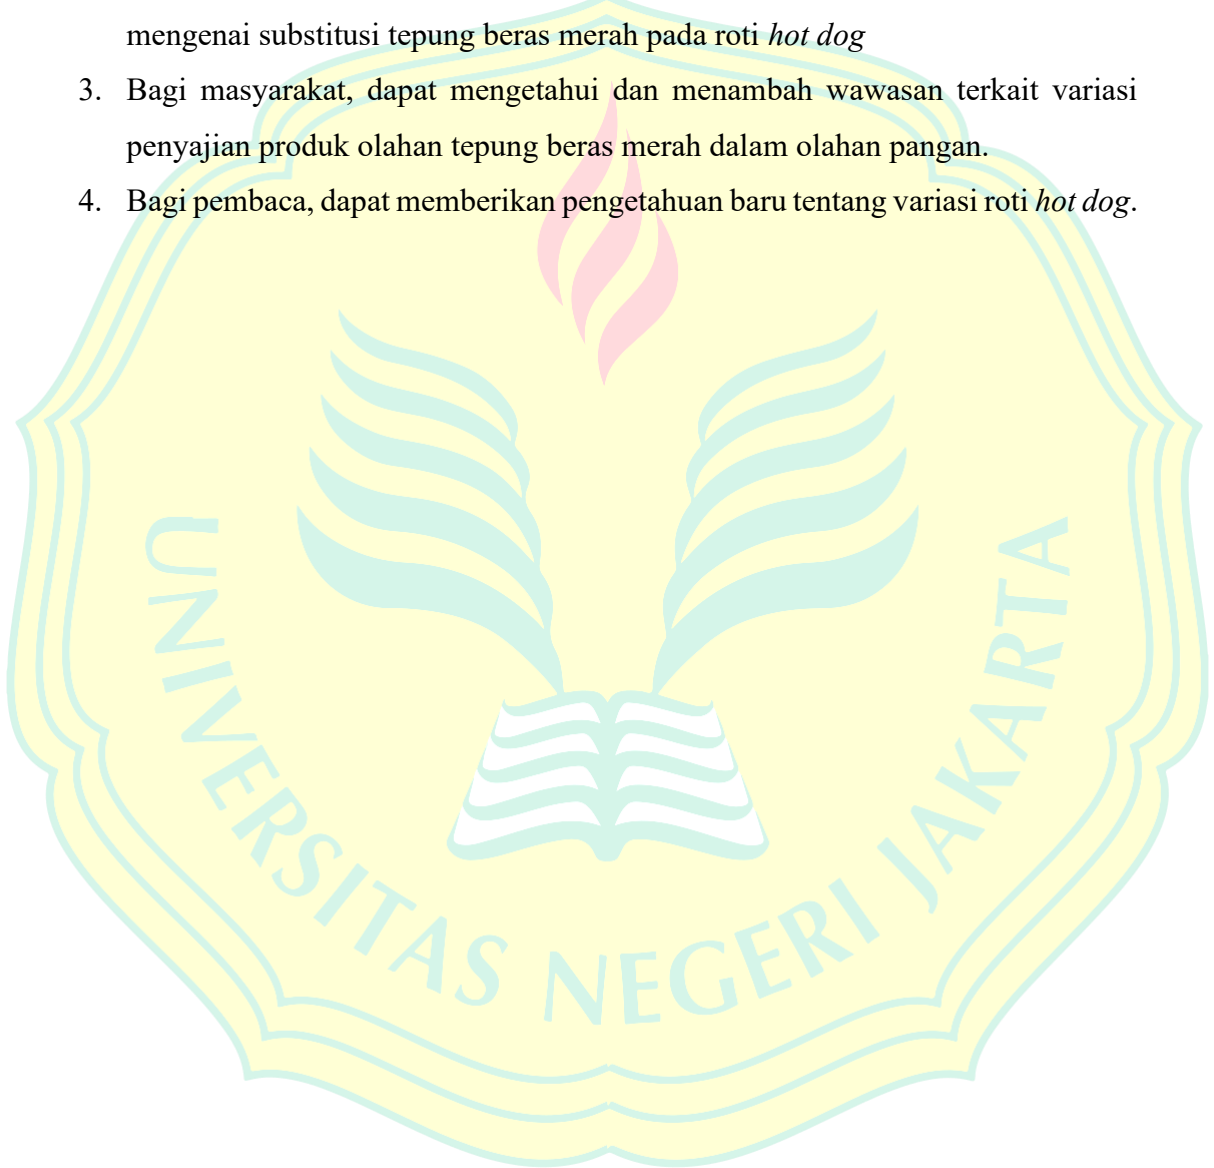 mengenai substitusi tepung beras merah pada roti hot dog
3. Bagi masyarakat, dapat mengetahui dan menambah wawasan terkait variasi
penyajian produk olahan tepung beras merah dalam olahan pangan.
4. Bagi pembaca, dapat memberikan pengetahuan baru tentang variasi roti hot dog.
UNIVERSITAS NEGERI JAKARTA